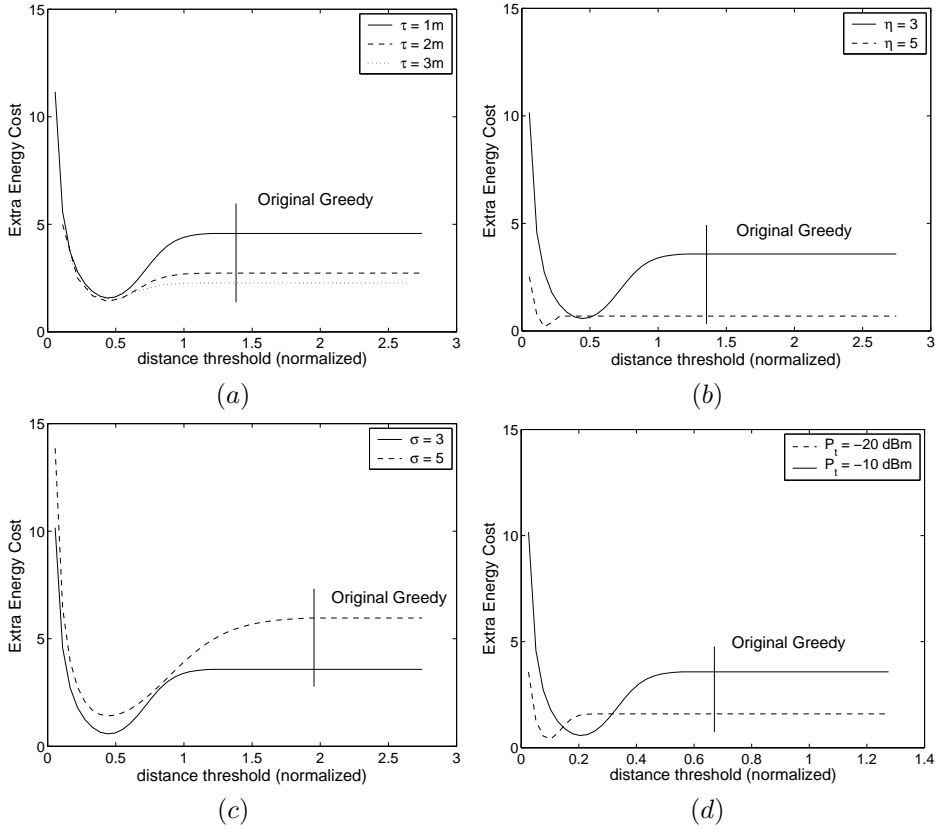 15
10
5
0
0 0.5 1 1.5 2 2.5 3
Extra Energy Cost
distance threshold (normalized)
τ = 1m
τ = 2m
τ = 3m
Original Greedy
(a)
15
10
5
0
0 0.5 1 1.5 2 2.5 3
Extra Energy Cost
distance threshold (normalized)
η = 3
η = 5
Original Greedy
(b)
15
10
5
0
0 0.5 1 1.5 2 2.5 3
Extra Energy Cost
distance threshold (normalized)
σ = 3
σ = 5
Original Greedy
(c)
15
10
5
0
0 0.2 0.4 0.6 0.8 1 1.2 1.4
Extra Energy Cost
distance threshold (normalized)
P_t = −20 dBm
P_t = −10 dBm
Original Greedy
(d)